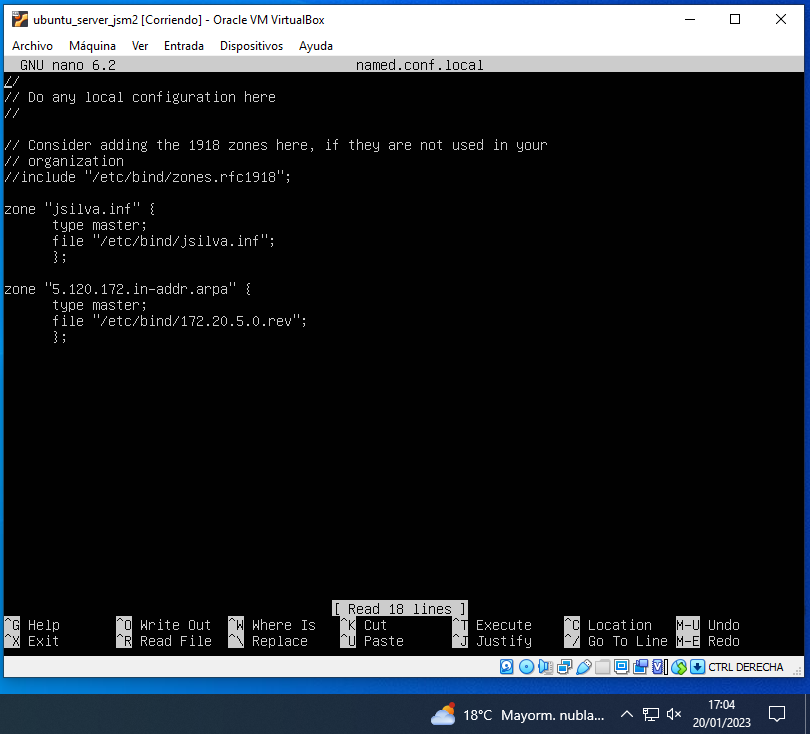 ubuntu_server_jsm2 [Corriendo] - Oracle VM VirtualBox
Archivo Máquina Ver Entrada Dispositivos Ayuda
GNU nano 6.2 named.conf.local
//
// Do any local configuration here
//
// Consider adding the 1918 zones here, if they are not used in your
// organization
//include "/etc/bind/zones.rfc1918";
zone "jsilva.inf" {
type master;
file "/etc/bind/jsilva.inf";
};
zone "5.120.172.in-addr.arpa" {
type master;
file "/etc/bind/172.20.5.0.rev";
};
[ Read 18 lines ]
^G Help ^O Write Out ^W Where Is ^K Cut ^T Execute ^C Location M-U Undo
^X Exit ^R Read File ^\ Replace ^U Paste ^J Justify ^/ Go To Line M-E Redo
CTRL DERECHA
18°C Mayorm. nubla... 17:04
20/01/2023